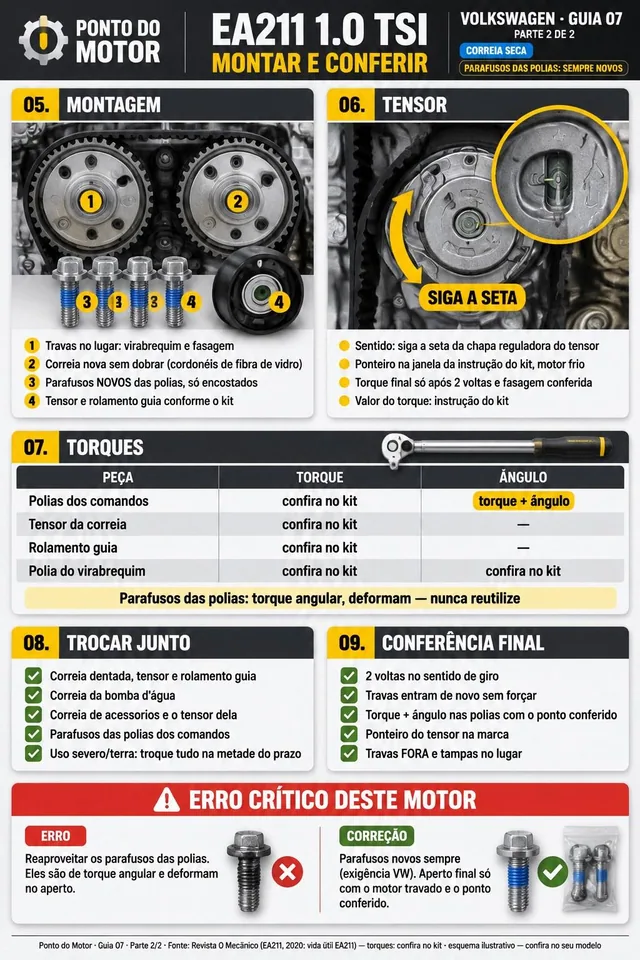 PONTO DO
MOTOR
EA211 1.0 TSI
MONTAR E CONFERIR
VOLKSWAGEN · GUIA 07
PARTE 2 DE 2
CORREIA SECA
PARAFUSOS DAS POLIAS: SEMPRE NOVOS
05. MONTAGEM
1
2
3
3
3
4
4
1 Travas no lugar: virabrequim e fasagem
2 Correia nova sem dobrar (cordonéis de fibra de vidro)
3 Parafusos NOVOS das polias, só encostados
4 Tensor e rolamento guia conforme o kit
06. TENSOR
SIGA A SETA
Sentido: siga a seta da chapa reguladora do tensor
Ponteiro na janela da instrução do kit, motor frio
Torque final só após 2 voltas e fasagem conferida
Valor do torque: instrução do kit
07. TORQUES
PEÇA TORQUE ÂNGULO
Polias dos comandos confira no kit torque + ângulo
Tensor da correia confira no kit —
Rolamento guia confira no kit —
Polia do virabrequim confira no kit confira no kit
Parafusos das polias: torque angular, deformam — nunca reutilize
08. TROCAR JUNTO
Correia dentada, tensor e rolamento guia
Correia da bomba d'água
Correia de acessorios e o tensor dela
Parafusos das polias dos comandos
Uso severo/terra: troque tudo na metade do prazo
09. CONFERÊNCIA FINAL
2 voltas no sentido de giro
Travas entram de novo sem forçar
Torque + ângulo nas polias com o ponto conferido
Ponteiro do tensor na marca
Travas FORA e tampas no lugar
ERRO CRÍTICO DESTE MOTOR
ERRO
Reaproveitar os parafusos das polias.
Eles são de torque angular e deformam
no aperto.
CORREÇÃO
Parafusos novos sempre
(exigência VW). Aperto final só
com o motor travado e o ponto
conferido.
Ponto do Motor · Guia 07 · Parte 2/2 · Fonte: Revista O Mecânico (EA211, 2020: vida útil EA211) — torques: confira no kit · esquema ilustrativo — confira no seu modelo